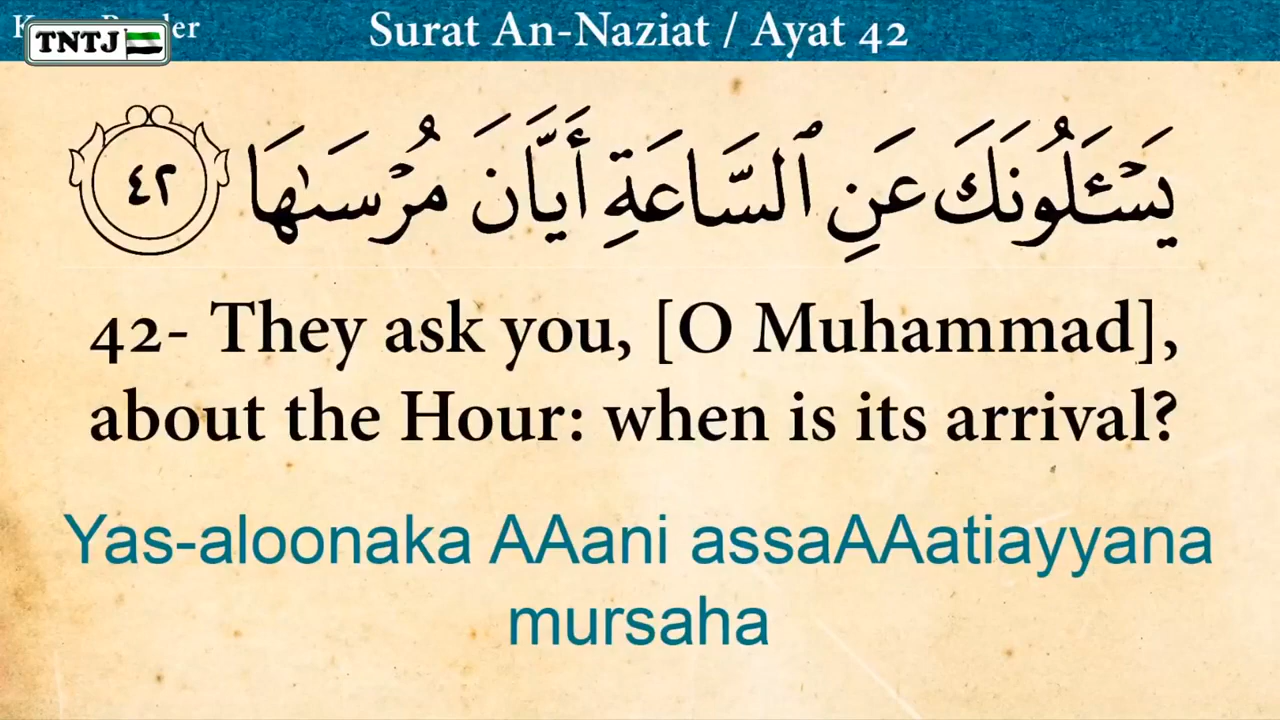 Surat An-Naziat / Ayat 42
TNTJ
يَسْـَٔلُونَكَ عَنِ ٱلسَّاعَةِ أَيَّانَ مُرْسَىٰهَا ٤٢
42- They ask you, [O Muhammad],
about the Hour: when is its arrival?
Yas-aloonaka AAani assaAAatiayyana
mursaha